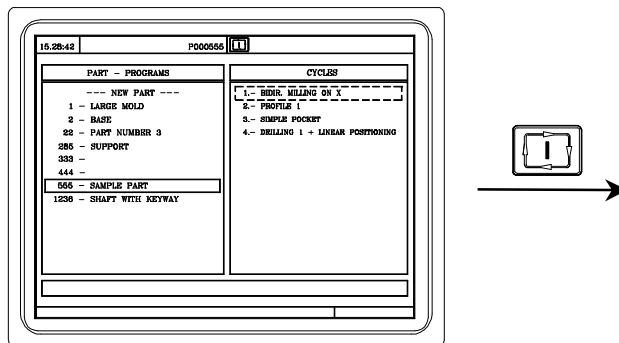 15.28:42 P000555
PART - PROGRAMS
--- NEW PART ---
1 - LARGE MOLD
2 - BASE
22 - PART NUMBER 3
285 - SUPPORT
333 -
444 -
555 - SAMPLE PART
1236 - SHAFT WITH KEYWAY
CYCLES
1.- BIDIR. MILLING ON X
2.- PROFILE 1
3.- SIMPLE POCKET
4.- DRILLING 1 + LINEAR POSITIONING